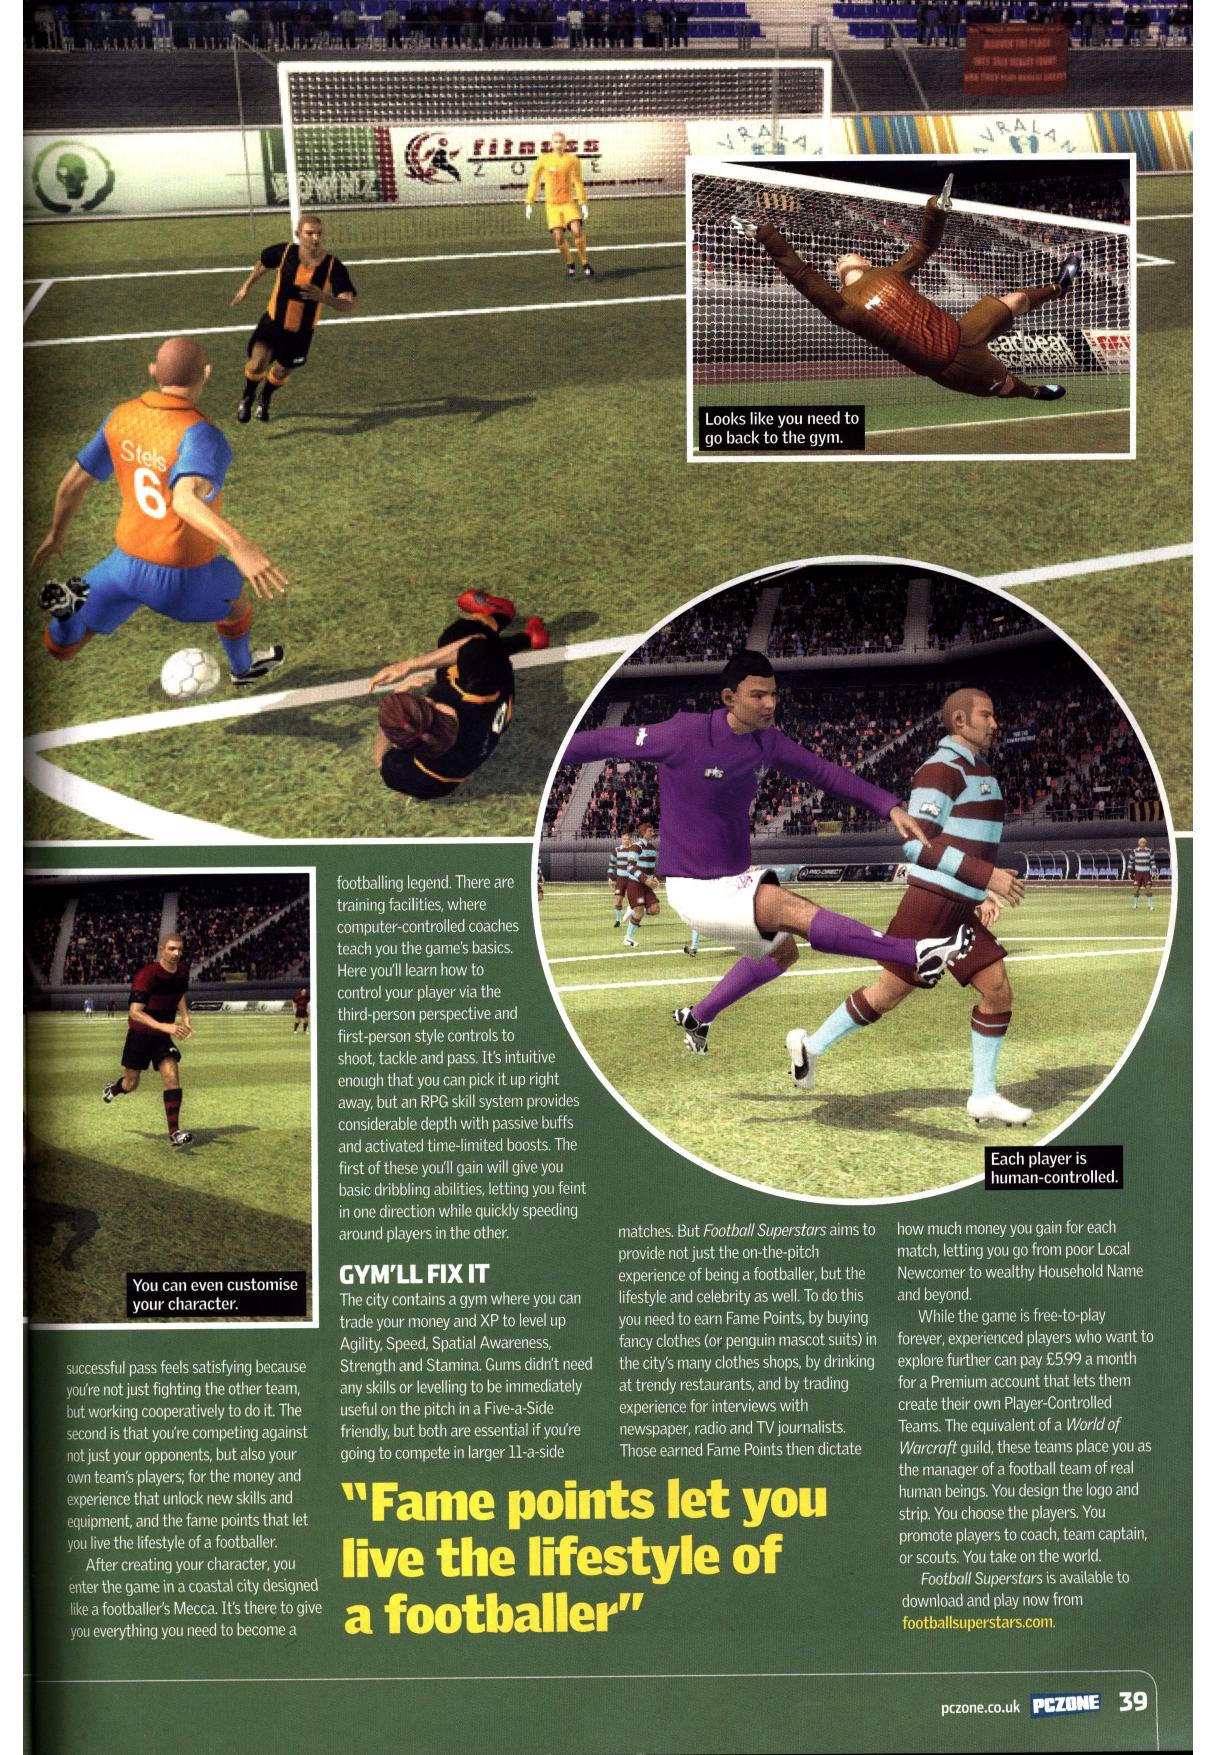 fitness
ZONE
VRALA
AVRALAN
Stels
6
Looks like you need to
go back to the gym.
PRO-DIRECT
Each player is
human-controlled.
You can even customise
your character.
successful pass feels satisfying because
you're not just fighting the other team,
but working cooperatively to do it. The
second is that you're competing against
not just your opponents, but also your
own team's players; for the money and
experience that unlock new skills and
equipment, and the fame points that let
you live the lifestyle of a footballer.
After creating your character, you
enter the game in a coastal city designed
like a footballer's Mecca. It's there to give
you everything you need to become a
footballing legend. There are
training facilities, where
computer-controlled coaches
teach you the game's basics.
Here you'll learn how to
control your player via the
third-person perspective and
first-person style controls to
shoot, tackle and pass. It's intuitive
enough that you can pick it up right
away, but an RPG skill system provides
considerable depth with passive buffs
and activated time-limited boosts. The
first of these you'll gain will give you
basic dribbling abilities, letting you feint
in one direction while quickly speeding
around players in the other.
GYM'LL FIX IT
The city contains a gym where you can
trade your money and XP to level up
Agility, Speed, Spatial Awareness,
Strength and Stamina. Gums didn't need
any skills or levelling to be immediately
useful on the pitch in a Five-a-Side
friendly, but both are essential if you're
going to compete in larger 11-a-side
matches. But Football Superstars aims to
provide not just the on-the-pitch
experience of being a footballer, but the
lifestyle and celebrity as well. To do this
you need to earn Fame Points, by buying
fancy clothes (or penguin mascot suits) in
the city's many clothes shops, by drinking
at trendy restaurants, and by trading
experience for interviews with
newspaper, radio and TV journalists.
Those earned Fame Points then dictate
how much money you gain for each
match, letting you go from poor Local
Newcomer to wealthy Household Name
and beyond.
While the game is free-to-play
forever, experienced players who want to
explore further can pay £5.99 a month
for a Premium account that lets them
create their own Player-Controlled
Teams. The equivalent of a World of
Warcraft guild, these teams place you as
the manager of a football team of real
human beings. You design the logo and
strip. You choose the players. You
promote players to coach, team captain,
or scouts. You take on the world.
Football Superstars is available to
download and play now from
footballsuperstars.com.
"Fame points let you
live the lifestyle of
a footballer"
pczone.co.uk PCZONE 39